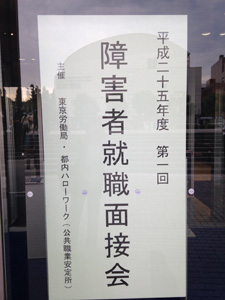 平成二十五年度　第一回
障害者就職面接会
主催　東京労働局・都内ハローワーク(公共職業安定所)